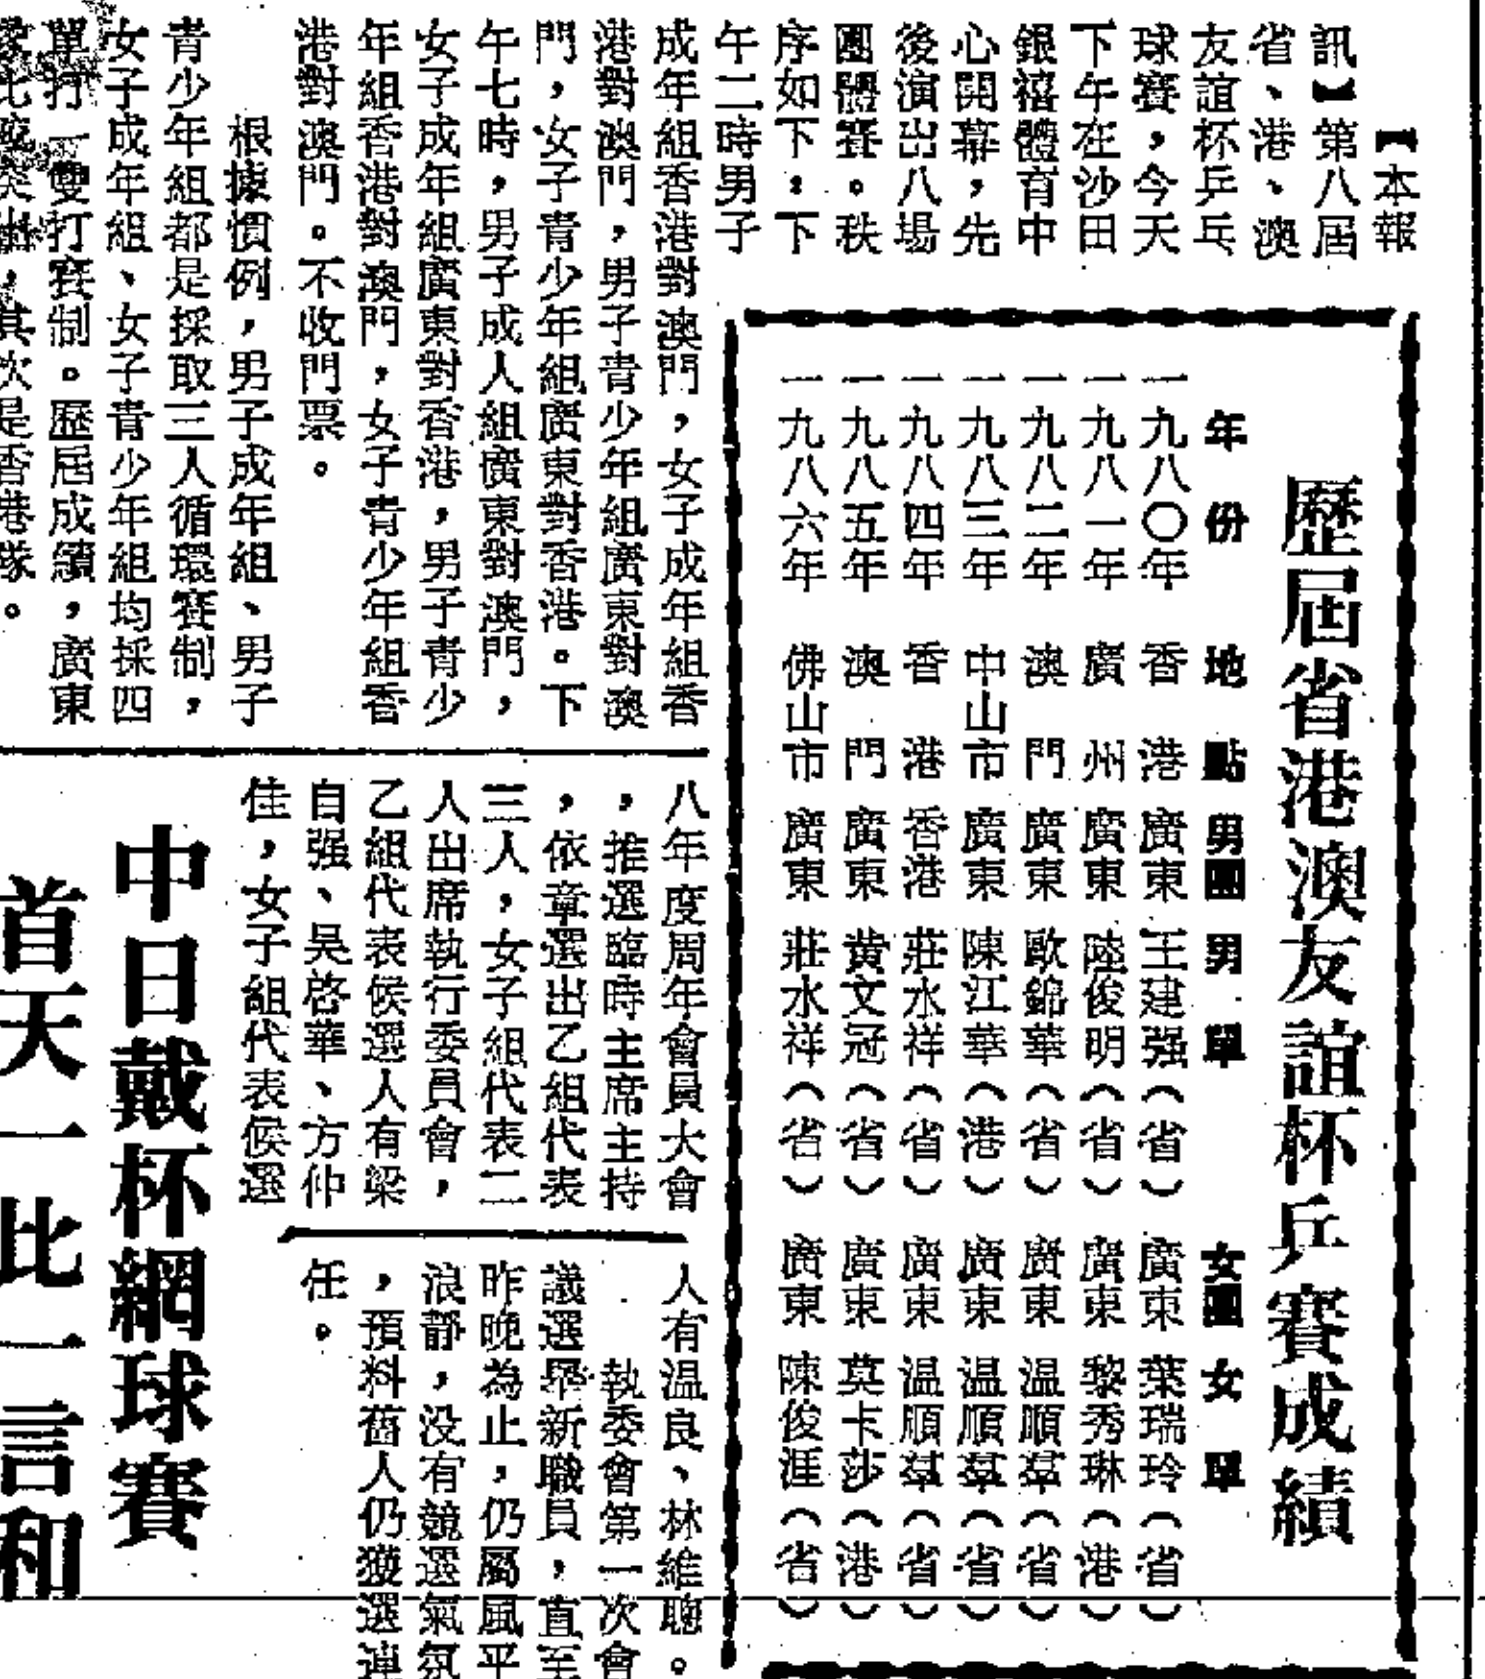 【本報
訊】第八屆
省、港、澳
友誼杯乒乓
球賽，今天
下午在沙田
銀禧體育中
心開幕，先
後演出八場
團體賽。秩
序如下：下
午二時男子
成年組香港對澳門，女子成年組香
港對澳門，男子青少年組廣東對澳
門，女子青少年組廣東對香港。下
午七時，男子成人組廣東對澳門，
女子成年組廣東對香港，男子青少
年組香港對澳門，女子青少年組香
港對澳門。不收門票。
根據慣例，男子成年組、男子
青少年組都是採取三人循環賽制，
女子成年組、女子青少年組均採四
單打一雙打賽制。歷屆成績，廣東
其次是香港隊。
歷屆省港澳友誼杯乒乓賽成績
年份 地點 男團 男單 女團 女單
一九八〇年 香港 廣東 王建强（省） 廣東 葉瑞玲（省）
一九八一年 廣州 廣東 陸俊明（省） 廣東 黎秀琳（港）
一九八二年 澳門 廣東 歐錦華（省） 廣東 温順羣（省）
一九八三年 中山市 廣東 陳江華（港） 廣東 温順羣（省）
一九八四年 香港 香港 莊水祥（省） 廣東 温順羣（省）
一九八五年 澳門 廣東 黄文冠（省） 廣東 莫卡莎（港）
一九八六年 佛山市 廣東 莊水祥（省） 廣東 陳俊涯（省）
八年度周年會員大會
，推選臨時主席主持
，依章選出乙組代表
三人，女子組代表二
人出席執行委員會，
乙組代表候選人有梁
自强、吴啓華、方仲
佳，女子組代表候選
人有温良、林維聰。
執委會第一次會
議選舉新職員，直至
昨晚為止，仍屬風平
浪靜，没有競選氣氛
，預料舊人仍獲選連
任。
中日戴杯網球賽
首天一比一言和